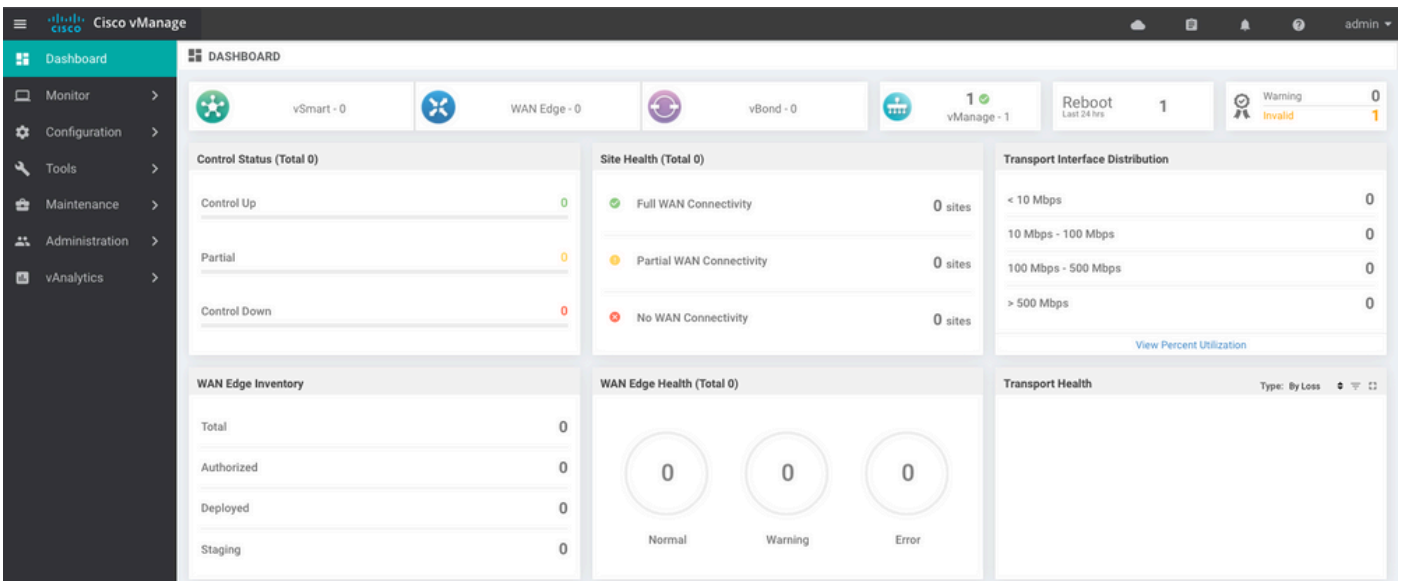 cisco Cisco vManage admin
Dashboard
Monitor
Configuration
Tools
Maintenance
Administration
vAnalytics
DASHBOARD
vSmart - 0
WAN Edge - 0
vBond - 0
1
vManage - 1
Reboot
Last 24 hrs
1
Warning 0
Invalid 1
Control Status (Total 0)
Control Up 0
Partial 0
Control Down 0
Site Health (Total 0)
Full WAN Connectivity 0 sites
Partial WAN Connectivity 0 sites
No WAN Connectivity 0 sites
Transport Interface Distribution
< 10 Mbps 0
10 Mbps - 100 Mbps 0
100 Mbps - 500 Mbps 0
> 500 Mbps 0
View Percent Utilization
WAN Edge Inventory
Total 0
Authorized 0
Deployed 0
Staging 0
WAN Edge Health (Total 0)
0 0 0
Normal Warning Error
Transport Health Type: By Loss